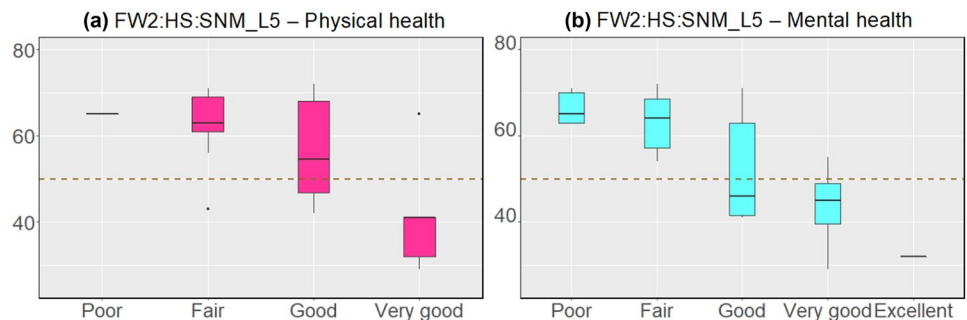 (a) FW2:HS:SNM_L5 – Physical health
80
60
40
Poor Fair Good Very good
(b) FW2:HS:SNM_L5 – Mental health
80
60
40
Poor Fair Good Very good Excellent